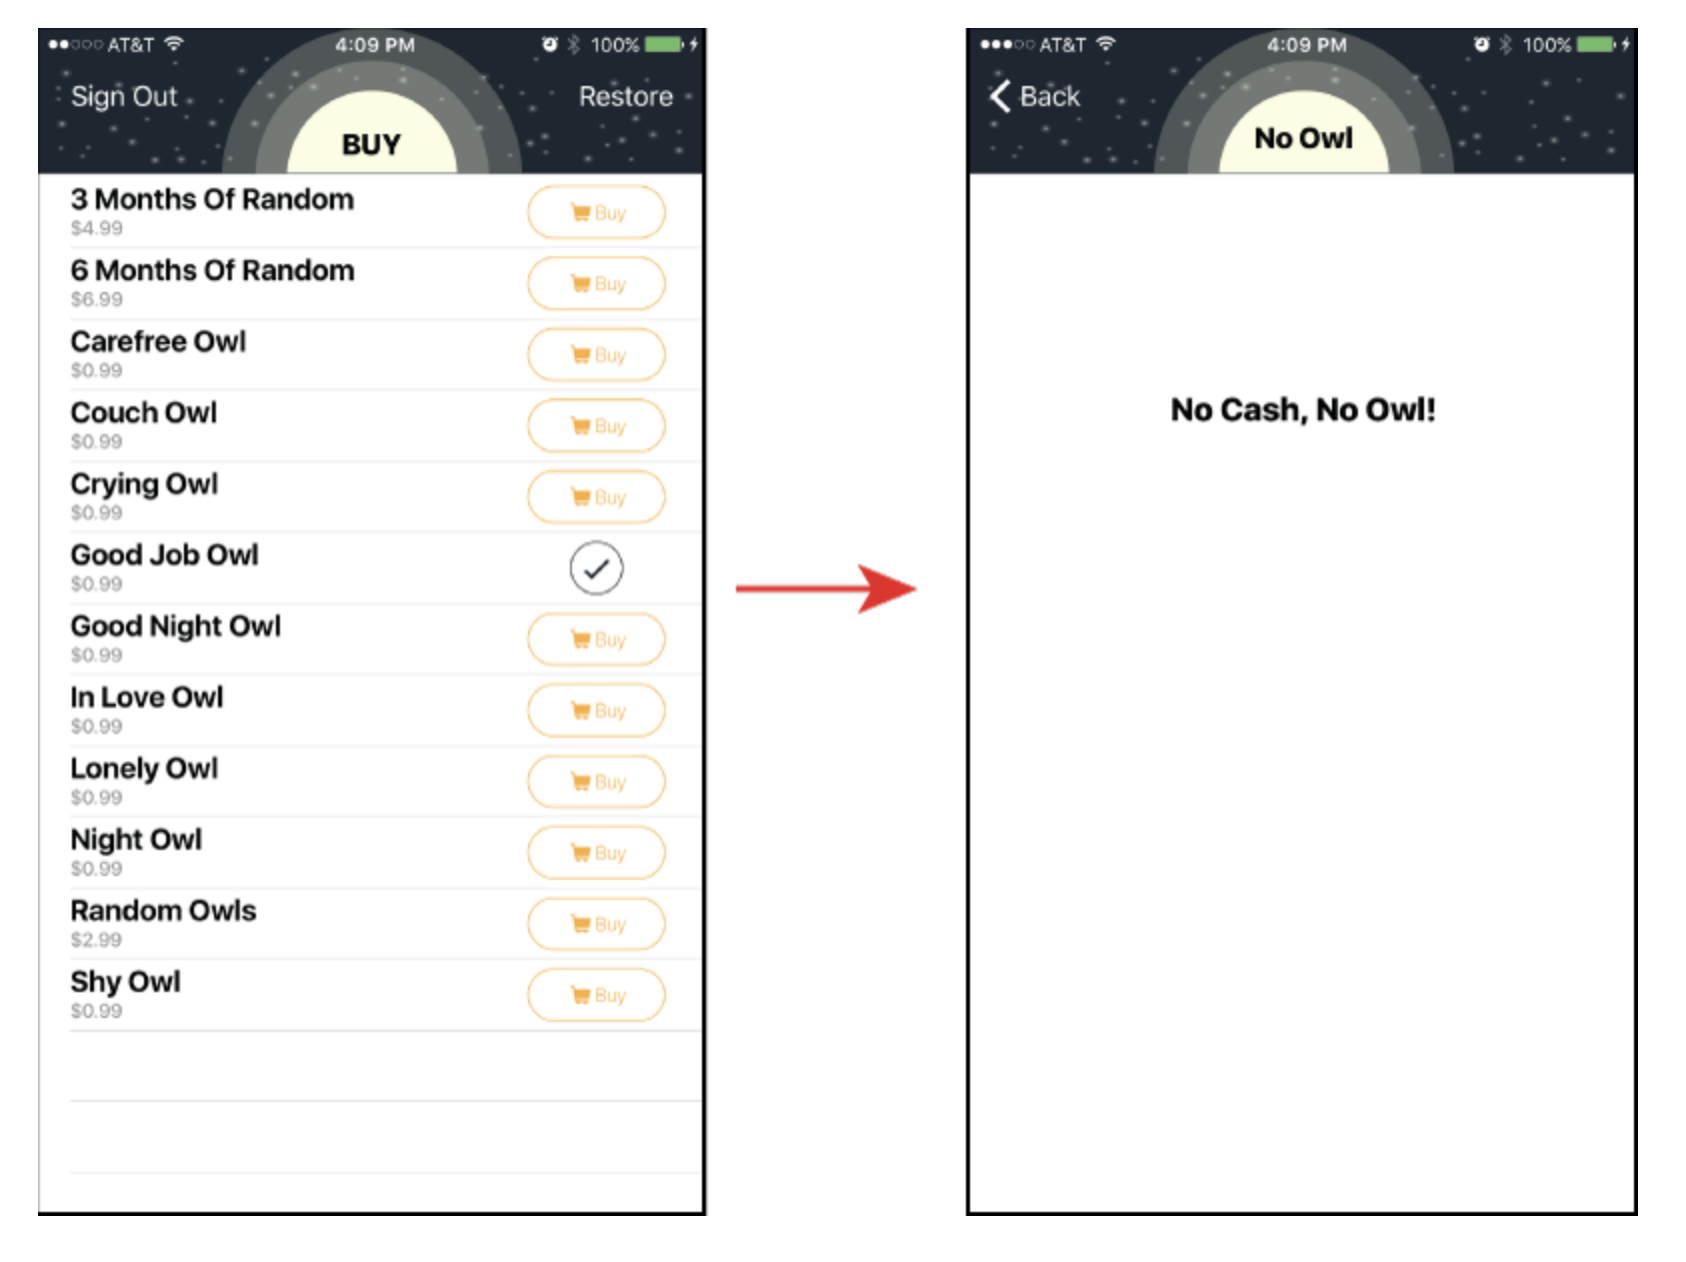 AT&T 4:09 PM 100%
Sign Out Restore
BUY
3 Months Of Random
$4.99
Buy
6 Months Of Random
$6.99
Buy
Carefree Owl
$0.99
Buy
Couch Owl
$0.99
Buy
Crying Owl
$0.99
Buy
Good Job Owl
$0.99
Good Night Owl
$0.99
Buy
In Love Owl
$0.99
Buy
Lonely Owl
$0.99
Buy
Night Owl
$0.99
Buy
Random Owls
$2.99
Buy
Shy Owl
$0.99
Buy
AT&T 4:09 PM 100%
Back
No Owl
No Cash, No Owl!